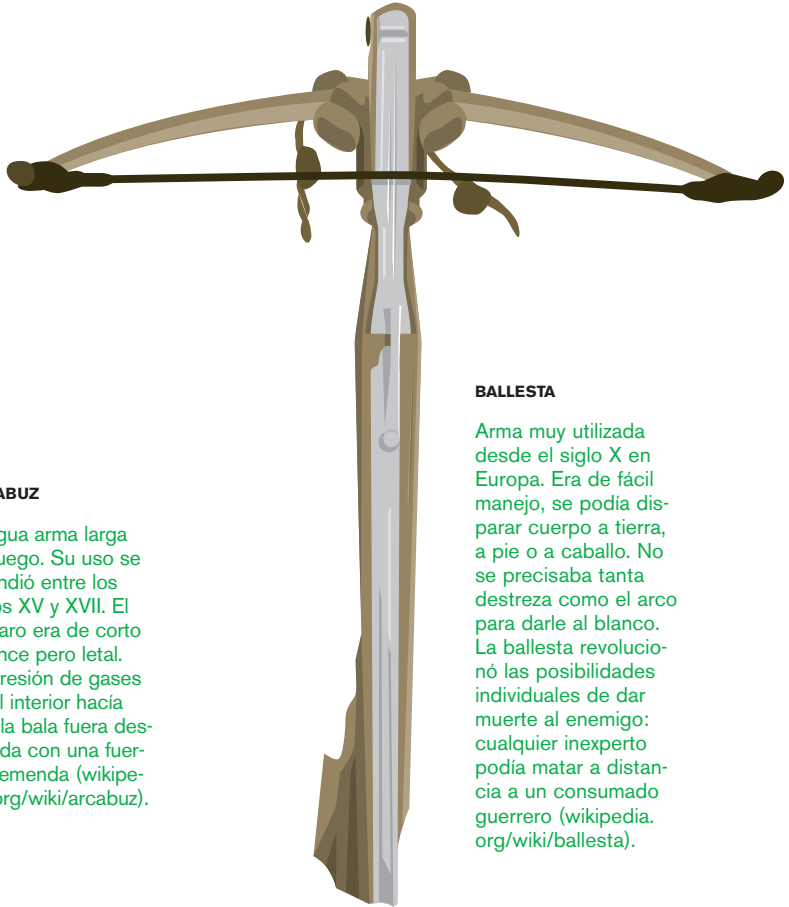 ABUZ
gua arma larga
uego. Su uso se
ndió entre los
os XV y XVII. El
aro era de corto
nce pero letal.
resión de gases
l interior hacía
la bala fuera des-
da con una fuer-
emenda (wikipe-
org/wiki/arcabuz).
BALLESTA
Arma muy utilizada
desde el siglo X en
Europa. Era de fácil
manejo, se podía dis-
parar cuerpo a tierra,
a pie o a caballo. No
se precisaba tanta
destreza como el arco
para darle al blanco.
La ballesta revolucio-
nó las posibilidades
individuales de dar
muerte al enemigo:
cualquier inexperto
podía matar a distan-
cia a un consumado
guerrero (wikipedia.
org/wiki/ballesta).